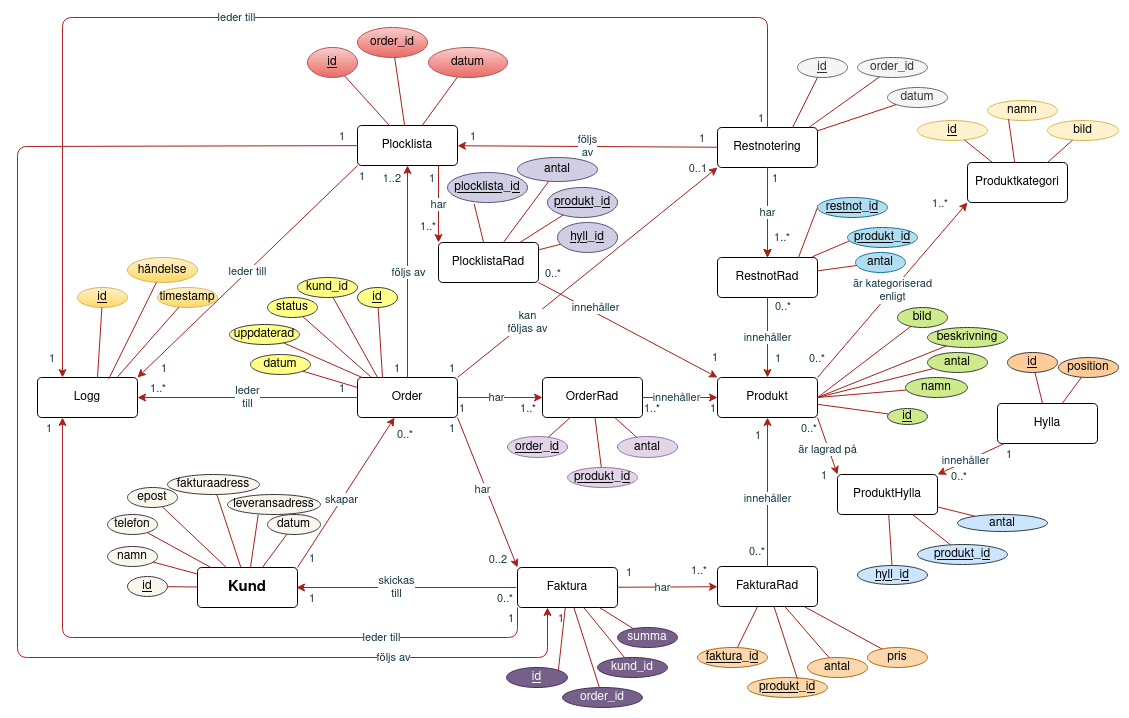 leder till
id
order_id
datum
id
order_id
datum
id
namn
bild
Plocklista
1
1
1
1..2
1
Restnotering
1
1
0..1
1
följs
av
Produktkategori
1..*
plocklista_id
antal
produkt_id
hyll_id
har
1..*
PlocklistaRad
0..*
restnot_id
produkt_id
antal
har
1..*
RestnotRad
0..*
är kategoriserad
enligt
händelse
id
timestamp
leder till
följs av
kund_id
id
status
uppdaterad
datum
innehåller
kan
följas av
innehåller
bild
beskrivning
antal
namn
id
id
position
1
1
1..*
Logg
1
leder
till
1
1
1
Order
1
1
0..*
har
1..*
OrderRad
1..*
innehåller
1
1
1
0..*
Produkt
1
0..*
Hylla
1
order_id
antal
produkt_id
är lagrad på
1
innehåller
0..*
ProduktHylla
antal
produkt_id
hyll_id
fakturaadress
epost
leveransadress
telefon
datum
namn
id
skapar
1
Kund
1
har
0..2
skickas
till
0..*
Faktura
1
1
1
har
1..*
innehåller
0..*
FakturaRad
leder till
följs av
summa
kund_id
id
order_id
faktura_id
pris
antal
produkt_id